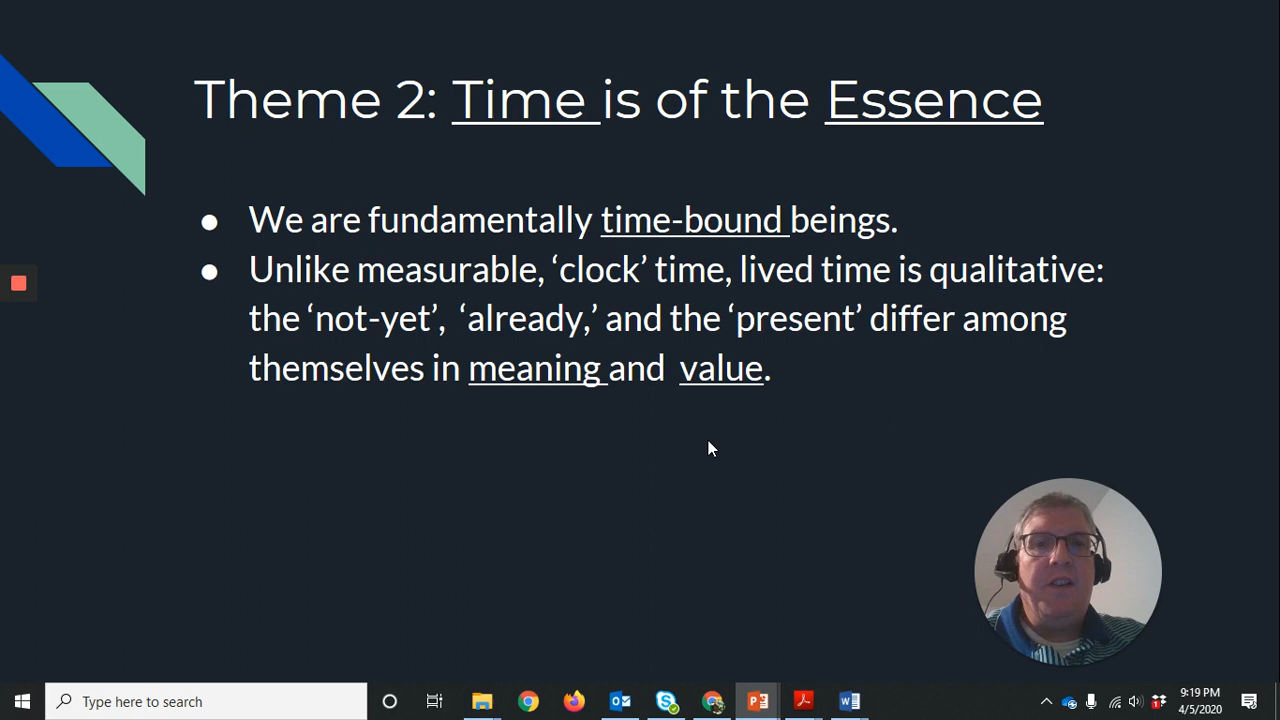 Theme 2: Time is of the Essence
● We are fundamentally time-bound beings.
● Unlike measurable, ‘clock’ time, lived time is qualitative:
the ‘not-yet’, ‘already,’ and the ‘present’ differ among
themselves in meaning and value.
Type here to search
9:19 PM
4/5/2020